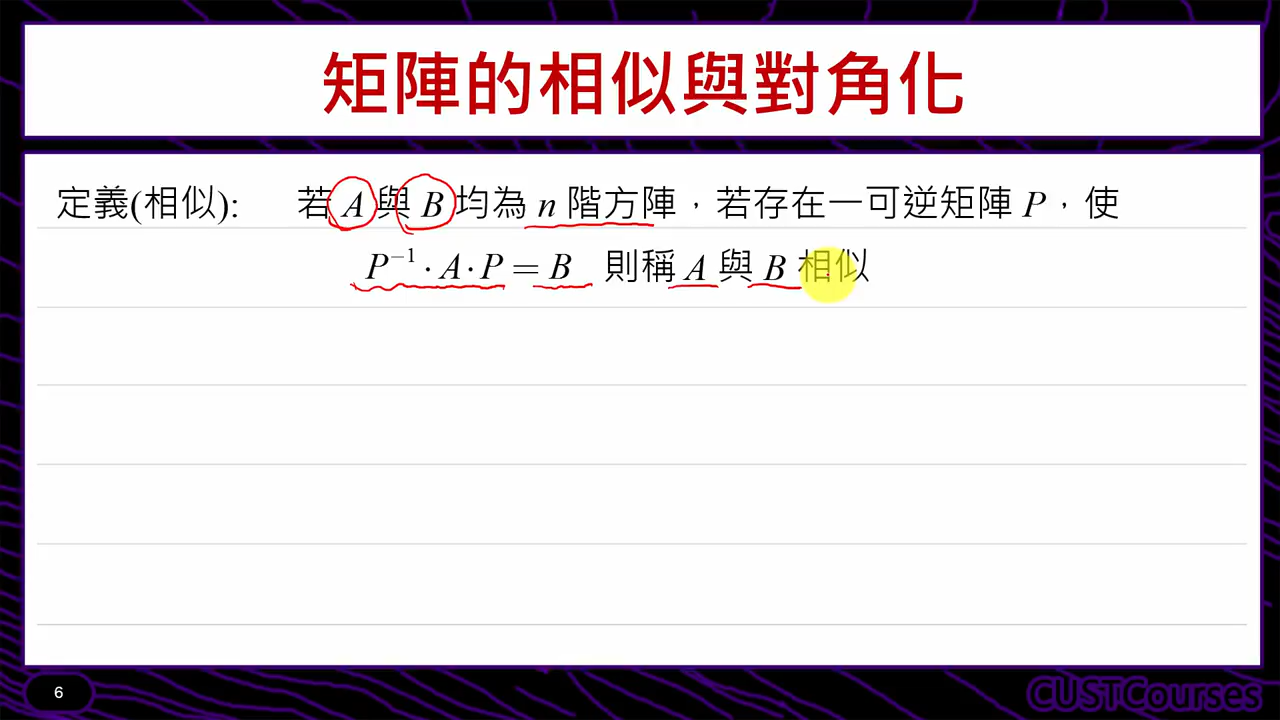 矩陣的相似與對角化
定義(相似): 若 A 與 B 均為 n 階方陣，若存在一可逆矩陣 P，使
P⁻¹·A·P = B 則稱 A 與 B 相似
6
CUSTCourses